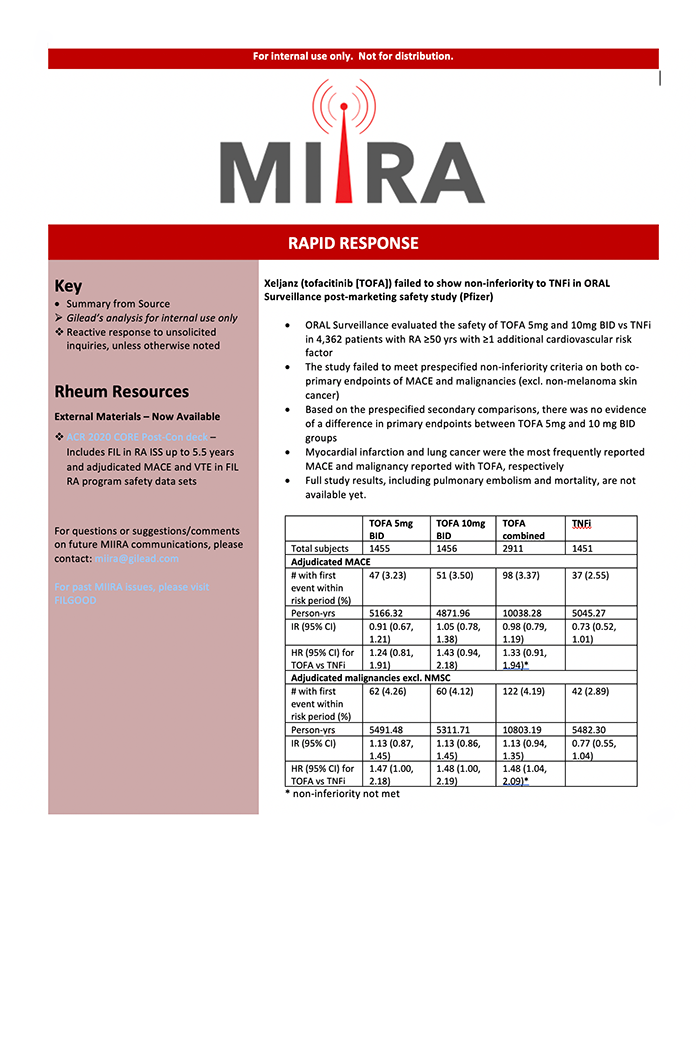 For internal use only.  Not for distribution.
MIIRA
RAPID RESPONSE
Key
• Summary from Source
➢ Gilead's analysis for internal use only
❖ Reactive response to unsolicited
inquiries, unless otherwise noted
Rheum Resources
External Materials – Now Available
❖ ACR 2020 CORE Post-Con deck –
Includes FIL in RA ISS up to 5.5 years
and adjudicated MACE and VTE in FIL
RA program safety data sets
For questions or suggestions/comments
on future MIIRA communications, please
contact: miira@gilead.com
For past MIIRA issues, please visit
FILGOOD
Xeljanz (tofacitinib [TOFA]) failed to show non-inferiority to TNFi in ORAL
Surveillance post-marketing safety study (Pfizer)
• ORAL Surveillance evaluated the safety of TOFA 5mg and 10mg BID vs TNFi
in 4,362 patients with RA ≥50 yrs with ≥1 additional cardiovascular risk
factor
• The study failed to meet prespecified non-inferiority criteria on both co-
primary endpoints of MACE and malignancies (excl. non-melanoma skin
cancer)
• Based on the prespecified secondary comparisons, there was no evidence
of a difference in primary endpoints between TOFA 5mg and 10 mg BID
groups
• Myocardial infarction and lung cancer were the most frequently reported
MACE and malignancy reported with TOFA, respectively
• Full study results, including pulmonary embolism and mortality, are not
available yet.
TOFA 5mg TOFA 10mg TOFA TNFi
BID BID combined
Total subjects 1455 1456 2911 1451
Adjudicated MACE
# with first 47 (3.23) 51 (3.50) 98 (3.37) 37 (2.55)
event within
risk period (%)
Person-yrs 5166.32 4871.96 10038.28 5045.27
IR (95% CI) 0.91 (0.67, 1.05 (0.78, 0.98 (0.79, 0.73 (0.52,
1.21) 1.38) 1.19) 1.01)
HR (95% CI) for 1.24 (0.81, 1.43 (0.94, 1.33 (0.91,
TOFA vs TNFi 1.91) 2.18) 1.94)*
Adjudicated malignancies excl. NMSC
# with first 62 (4.26) 60 (4.12) 122 (4.19) 42 (2.89)
event within
risk period (%)
Person-yrs 5491.48 5311.71 10803.19 5482.30
IR (95% CI) 1.13 (0.87, 1.13 (0.86, 1.13 (0.94, 0.77 (0.55,
1.45) 1.45) 1.35) 1.04)
HR (95% CI) for 1.47 (1.00, 1.48 (1.00, 1.48 (1.04,
TOFA vs TNFi 2.18) 2.19) 2.09)*
* non-inferiority not met